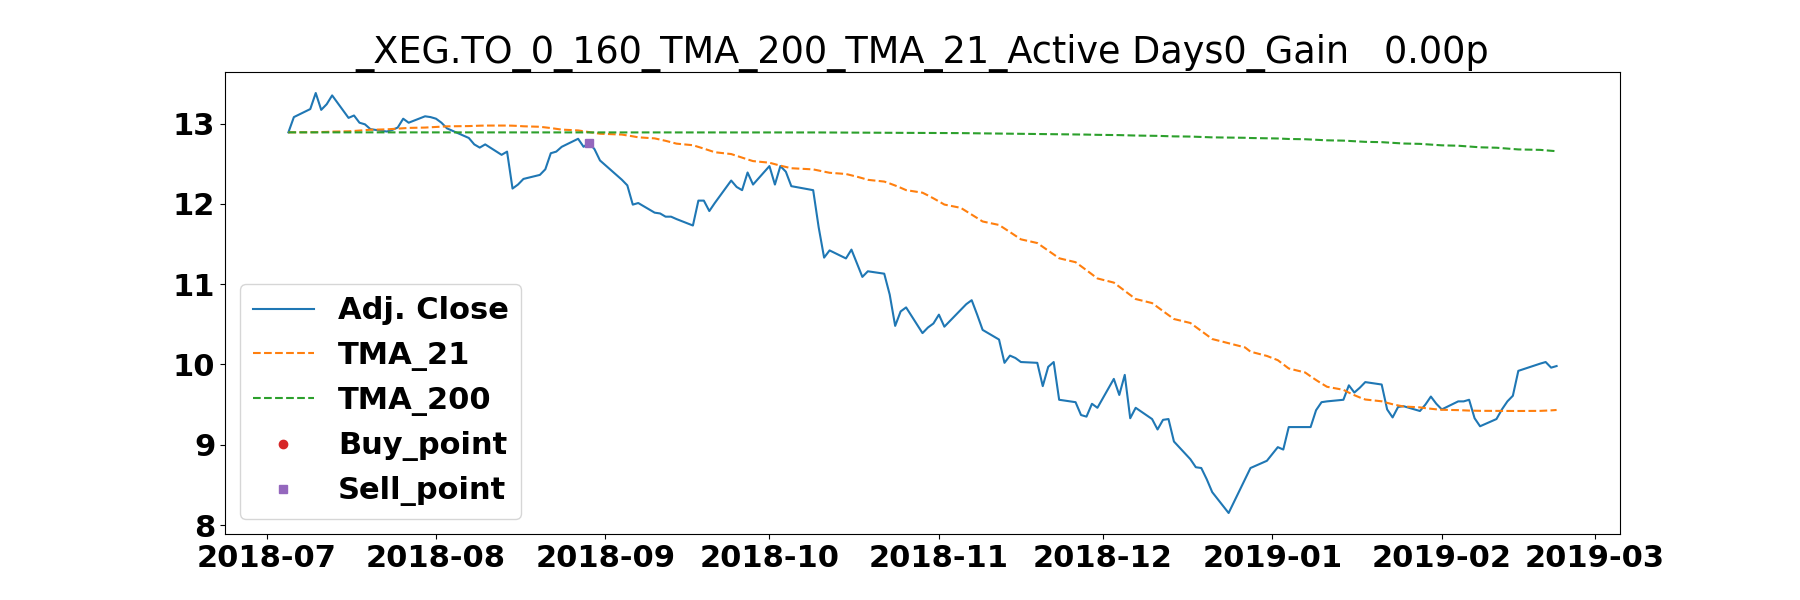 _XEG.TO_0_160_TMA_200_TMA_21_Active Days0_Gain   0.00p
13
12
11
10
9
8
Adj. Close
TMA_21
TMA_200
Buy_point
Sell_point
2018-07 2018-08 2018-09 2018-10 2018-11 2018-12 2019-01 2019-02 2019-03